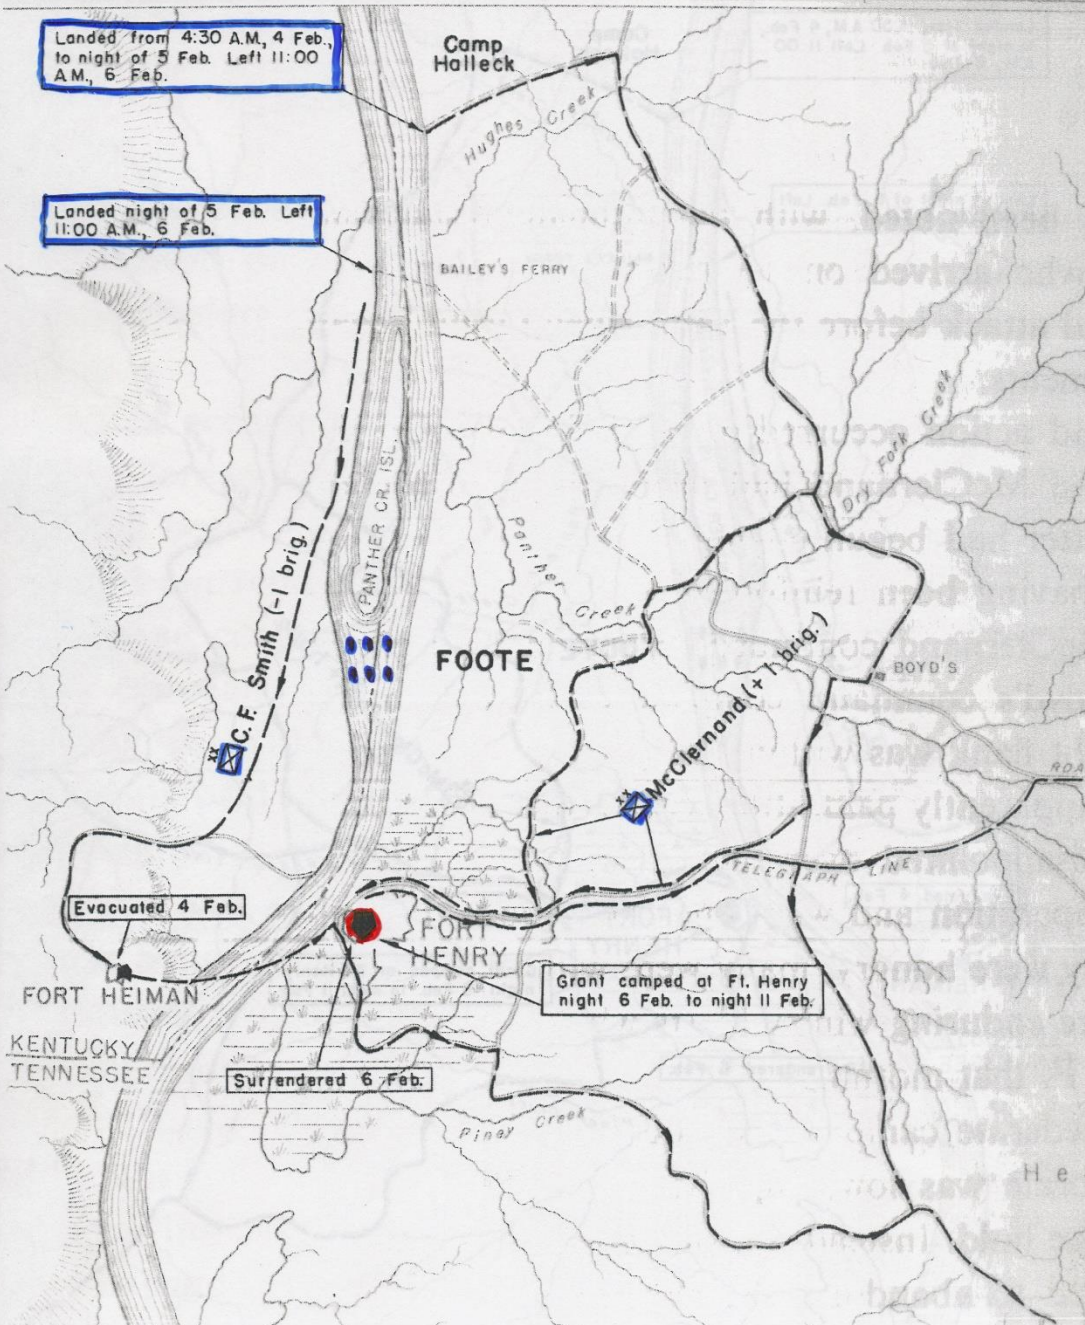 Landed from 4:30 A.M., 4 Feb.,
to night of 5 Feb. Left 11:00
A.M., 6 Feb.
Camp
Halleck
Hughes Creek
Landed night of 5 Feb. Left
11:00 A.M., 6 Feb.
BAILEY'S FERRY
Dry Fork Creek
PANTHER CR. ISL.
Panther
Creek
C. F. Smith (-1 brig.)
XX
FOOTE
BOYD'S
McClernand (+ 1 brig.)
XX
TELEGRAPH LINE
ROA
Evacuated 4 Feb.
FORT
HENRY
FORT HEIMAN
Grant camped at Ft. Henry
night 6 Feb. to night 11 Feb.
KENTUCKY
TENNESSEE
Surrendered 6 Feb.
Piney Creek
He